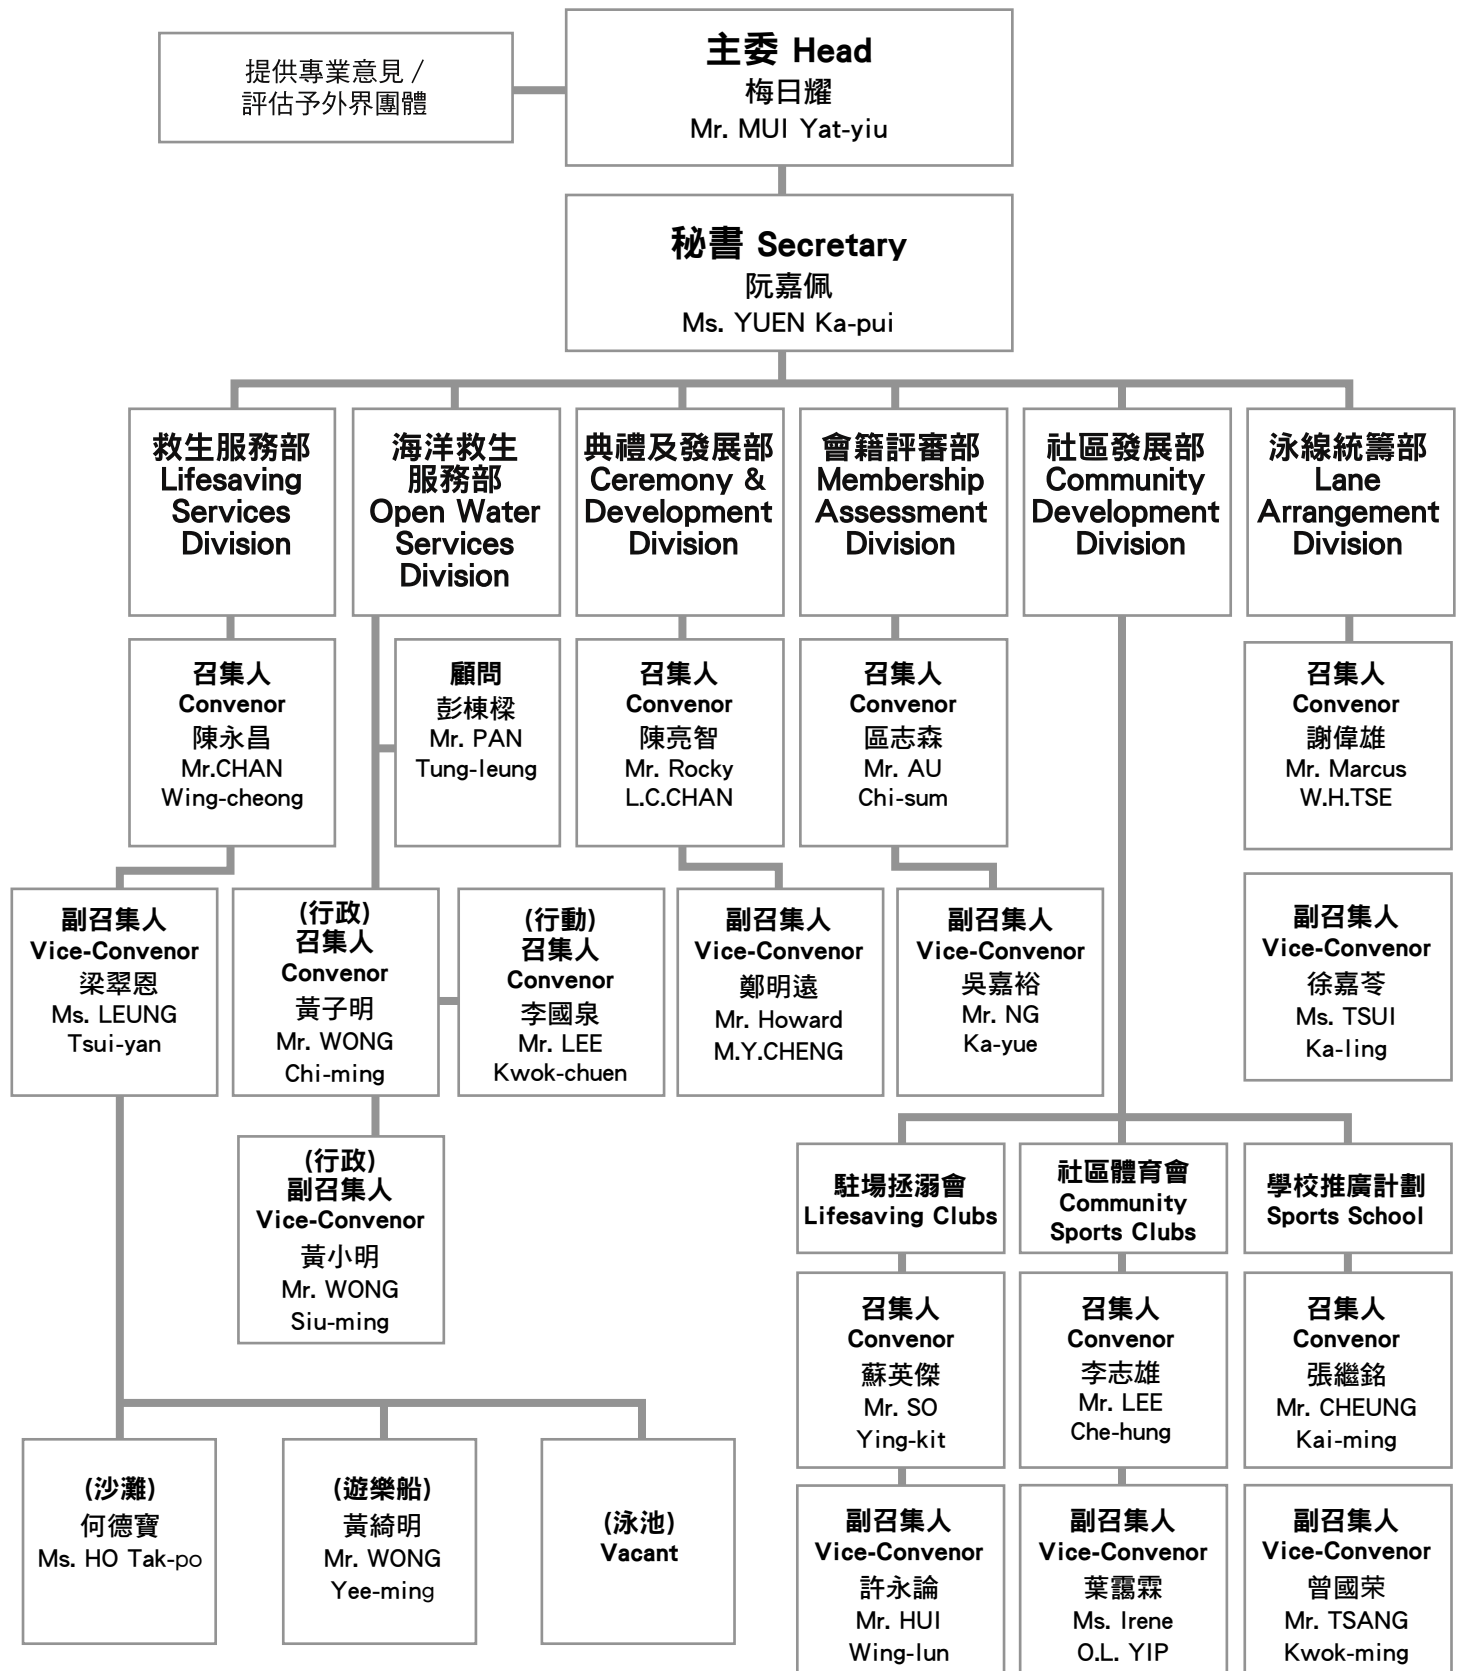 提供專業意見 /
評估予外界團體
主委 Head
梅日耀
Mr. MUI Yat-yiu
秘書 Secretary
阮嘉佩
Ms. YUEN Ka-pui
救生服務部
Lifesaving
Services
Division
海洋救生
服務部
Open Water
Services
Division
典禮及發展部
Ceremony &
Development
Division
會籍評審部
Membership
Assessment
Division
社區發展部
Community
Development
Division
泳線統籌部
Lane
Arrangement
Division
召集人
Convenor
陳永昌
Mr.CHAN
Wing-cheong
顧問
彭棟樑
Mr. PAN
Tung-leung
召集人
Convenor
陳亮智
Mr. Rocky
L.C.CHAN
召集人
Convenor
區志森
Mr. AU
Chi-sum
召集人
Convenor
謝偉雄
Mr. Marcus
W.H.TSE
副召集人
Vice-Convenor
梁翠恩
Ms. LEUNG
Tsui-yan
(行政)
召集人
Convenor
黃子明
Mr. WONG
Chi-ming
(行動)
召集人
Convenor
李國泉
Mr. LEE
Kwok-chuen
副召集人
Vice-Convenor
鄭明遠
Mr. Howard
M.Y.CHENG
副召集人
Vice-Convenor
吳嘉裕
Mr. NG
Ka-yue
副召集人
Vice-Convenor
徐嘉苓
Ms. TSUI
Ka-ling
(行政)
副召集人
Vice-Convenor
黃小明
Mr. WONG
Siu-ming
駐場拯溺會
Lifesaving Clubs
社區體育會
Community
Sports Clubs
學校推廣計劃
Sports School
召集人
Convenor
蘇英傑
Mr. SO
Ying-kit
召集人
Convenor
李志雄
Mr. LEE
Che-hung
召集人
Convenor
張繼銘
Mr. CHEUNG
Kai-ming
(沙灘)
何德寶
Ms. HO Tak-po
(遊樂船)
黃綺明
Mr. WONG
Yee-ming
(泳池)
Vacant
副召集人
Vice-Convenor
許永論
Mr. HUI
Wing-lun
副召集人
Vice-Convenor
葉靄霖
Ms. Irene
O.L. YIP
副召集人
Vice-Convenor
曾國荣
Mr. TSANG
Kwok-ming